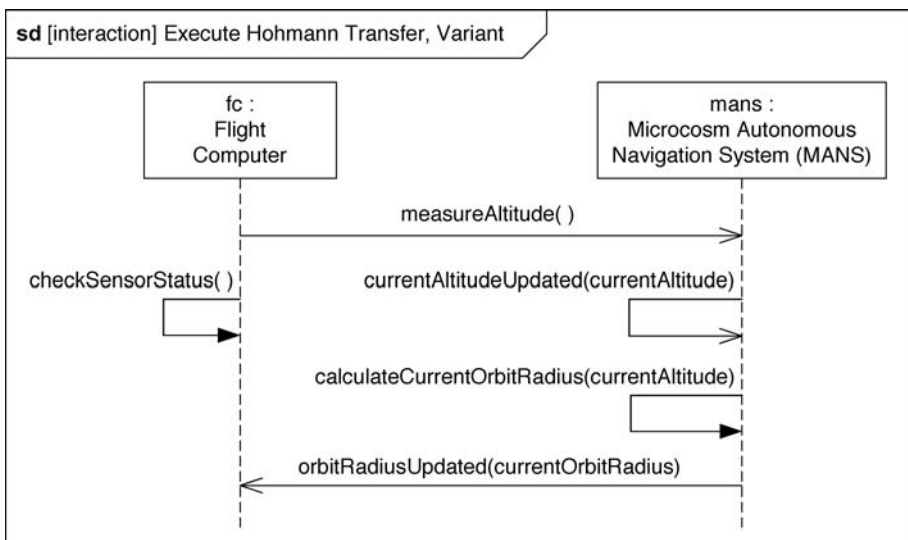 sd [interaction] Execute Hohmann Transfer, Variant
fc :
Flight
Computer
mans :
Microcosm Autonomous
Navigation System (MANS)
measureAltitude( )
checkSensorStatus( )
currentAltitudeUpdated(currentAltitude)
calculateCurrentOrbitRadius(currentAltitude)
orbitRadiusUpdated(currentOrbitRadius)